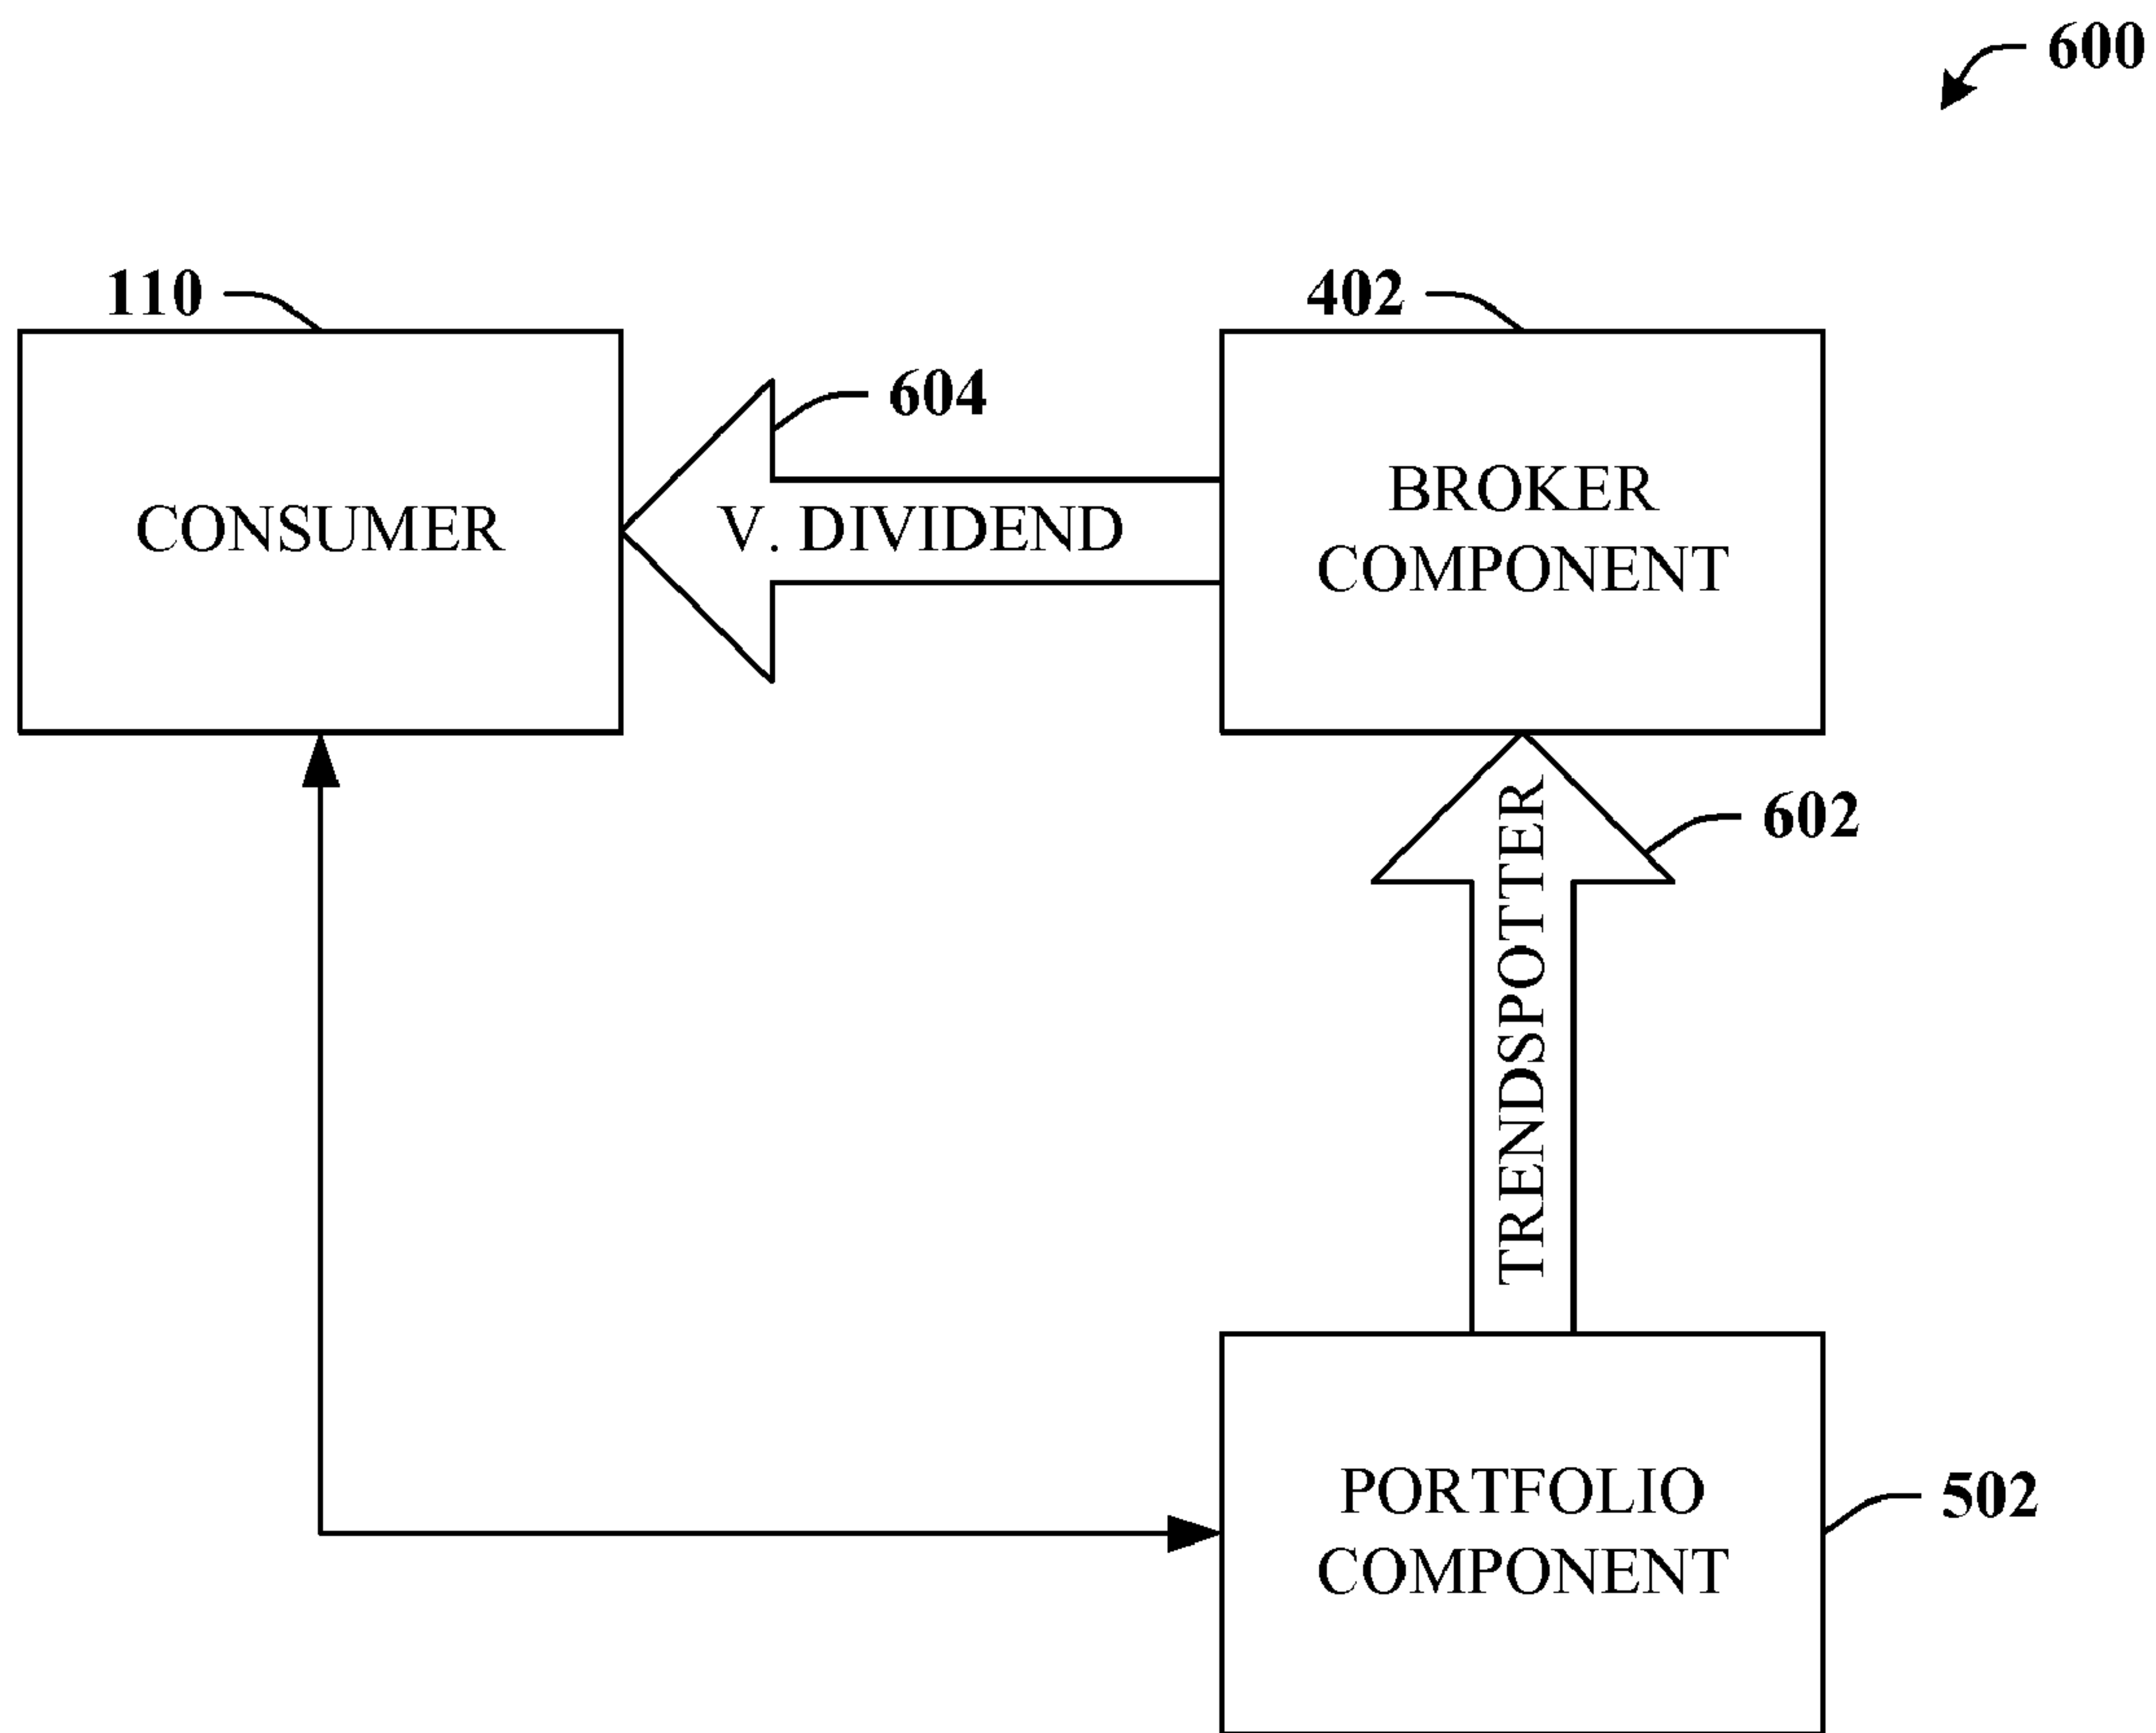 600
110
402
604
CONSUMER
V. DIVIDEND
BROKER
COMPONENT
602
TRENDSPOTTER
PORTFOLIO
COMPONENT
502